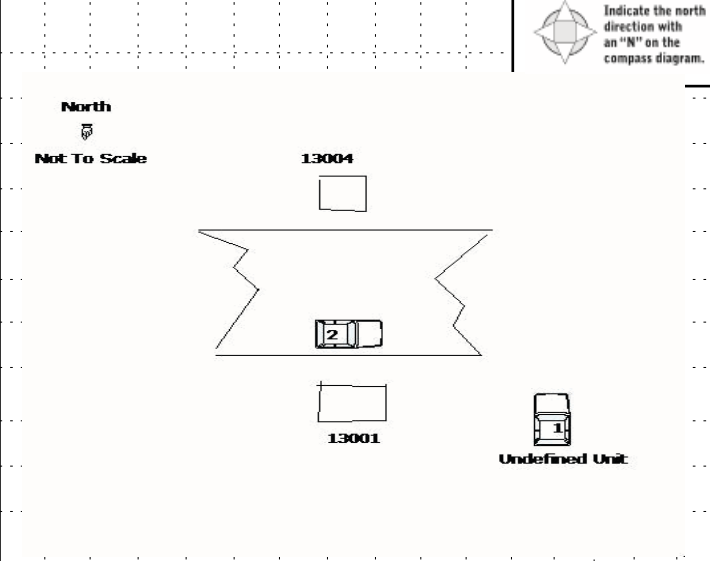 Indicate the north
direction with
an “N” on the
compass diagram.
North
Not To Scale
13004
2
13001
1
Undefined Unit